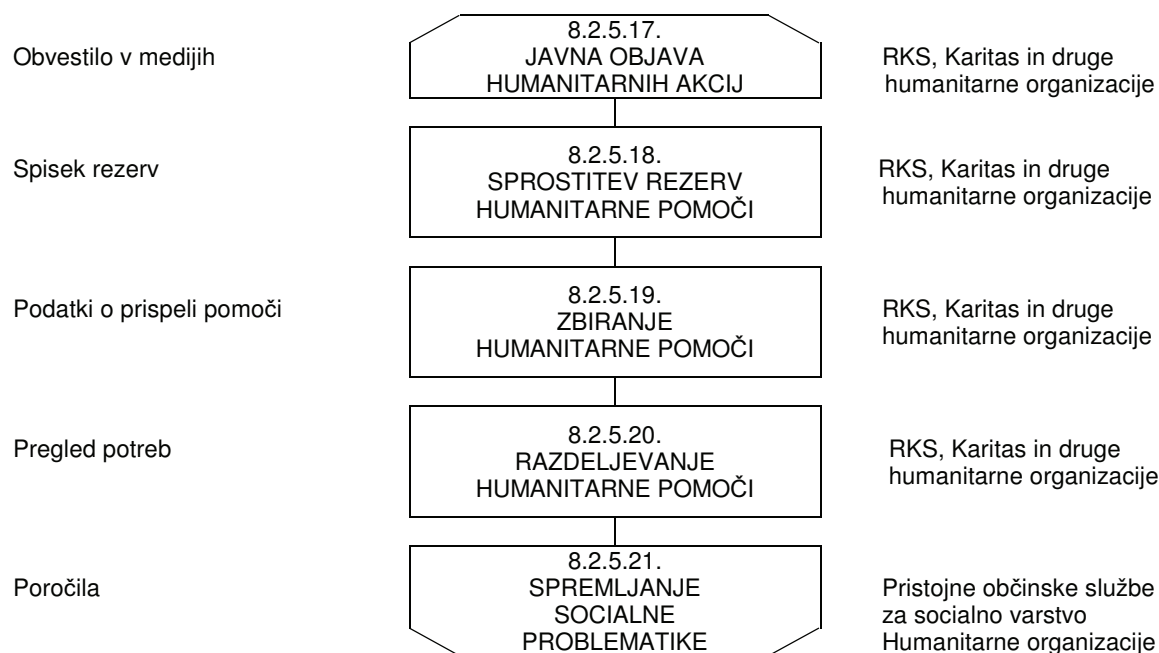 8.2.5.17.
Obvestilo v medijih JAVNA OBJAVA RKS, Karitas in druge
HUMANITARNIH AKCIJ humanitarne organizacije
8.2.5.18.
Spisek rezerv SPROSTITEV REZERV RKS, Karitas in druge
HUMANITARNE POMOČI humanitarne organizacije
8.2.5.19.
Podatki o prispeli pomoči ZBIRANJE RKS, Karitas in druge
HUMANITARNE POMOČI humanitarne organizacije
8.2.5.20.
Pregled potreb RAZDELJEVANJE RKS, Karitas in druge
HUMANITARNE POMOČI humanitarne organizacije
8.2.5.21.
Poročila SPREMLJANJE Pristojne občinske službe
SOCIALNE za socialno varstvo
PROBLEMATIKE Humanitarne organizacije